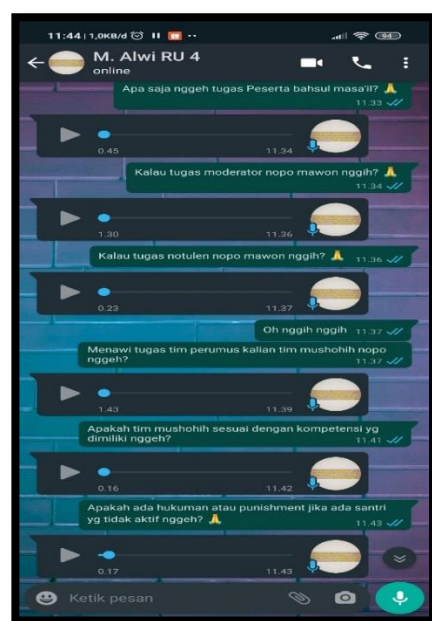 11:44 | 1,0KB/d
94
M. Alwi RU 4
online
Apa saja nggeh tugas Peserta bahsul masa'il? 🙏
11.33
0.45 11.34
Kalau tugas moderator nopo mawon nggih? 🙏
11.34
1.30 11.36
Kalau tugas notulen nopo mawon nggih? 🙏 11.36
0.23 11.37
Oh nggih nggih 11.37
Menawi tugas tim perumus kalian tim mushohih nopo
nggeh? 11.37
1.43 11.39
Apakah tim mushohih sesuai dengan kompetensi yg
dimiliki nggeh? 11.41
0.16 11.42
Apakah ada hukuman atau punishment jika ada santri
yg tidak aktif nggeh? 🙏 11.43
0.17 11.43
Ketik pesan